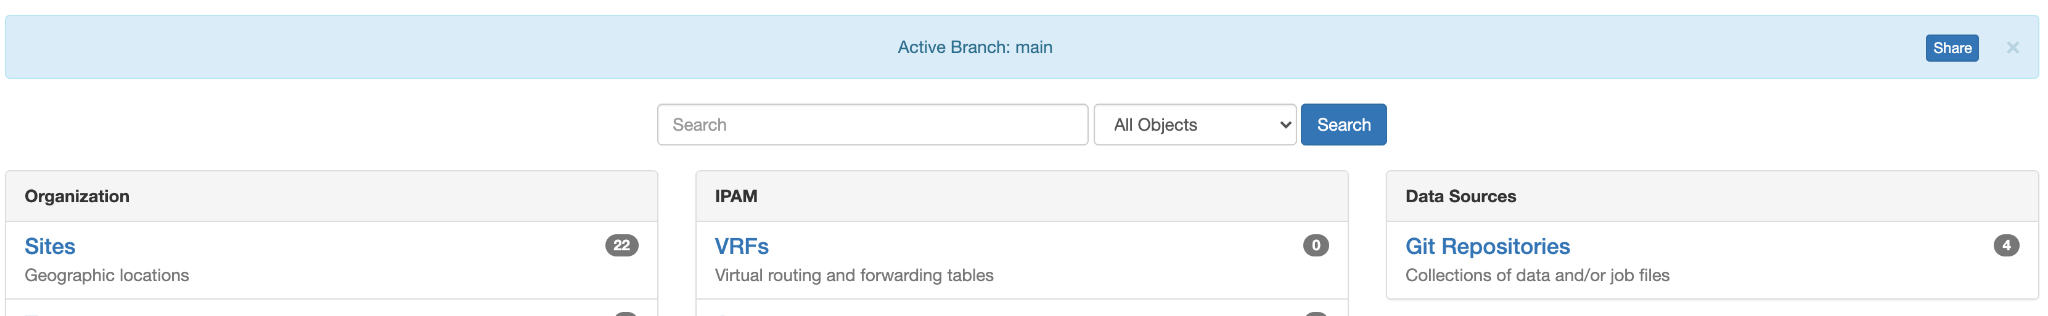 Active Branch: main
Share
×
Search
All Objects
Search
Organization
Sites
22
Geographic locations
IPAM
VRFs
0
Virtual routing and forwarding tables
Data Sources
Git Repositories
4
Collections of data and/or job files